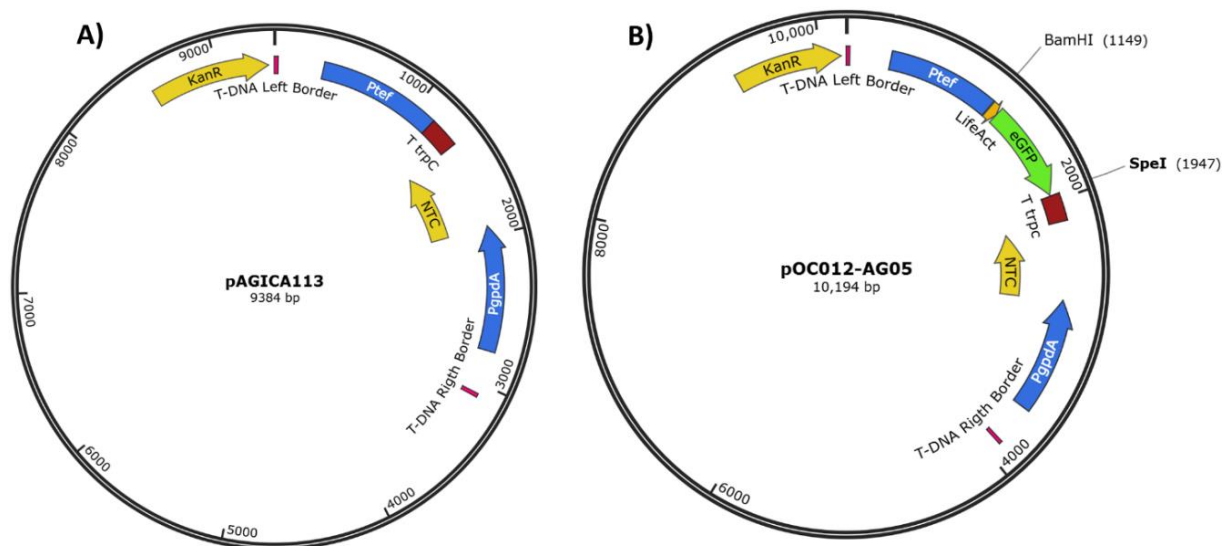 A)
9000
KanR
T-DNA Left Border
Ptef
1000
T trpC
NTC
2000
PgpdA
T-DNA Rigth Border
3000
4000
5000
6000
7000
8000
pAGICA113
9384 bp
B)
10,000
KanR
T-DNA Left Border
Ptef
LifeAct
eGFP
BamHI (1149)
SpeI (1947)
2000
T trpc
NTC
PgpdA
T-DNA Rigth Border
4000
6000
8000
pOC012-AG05
10,194 bp